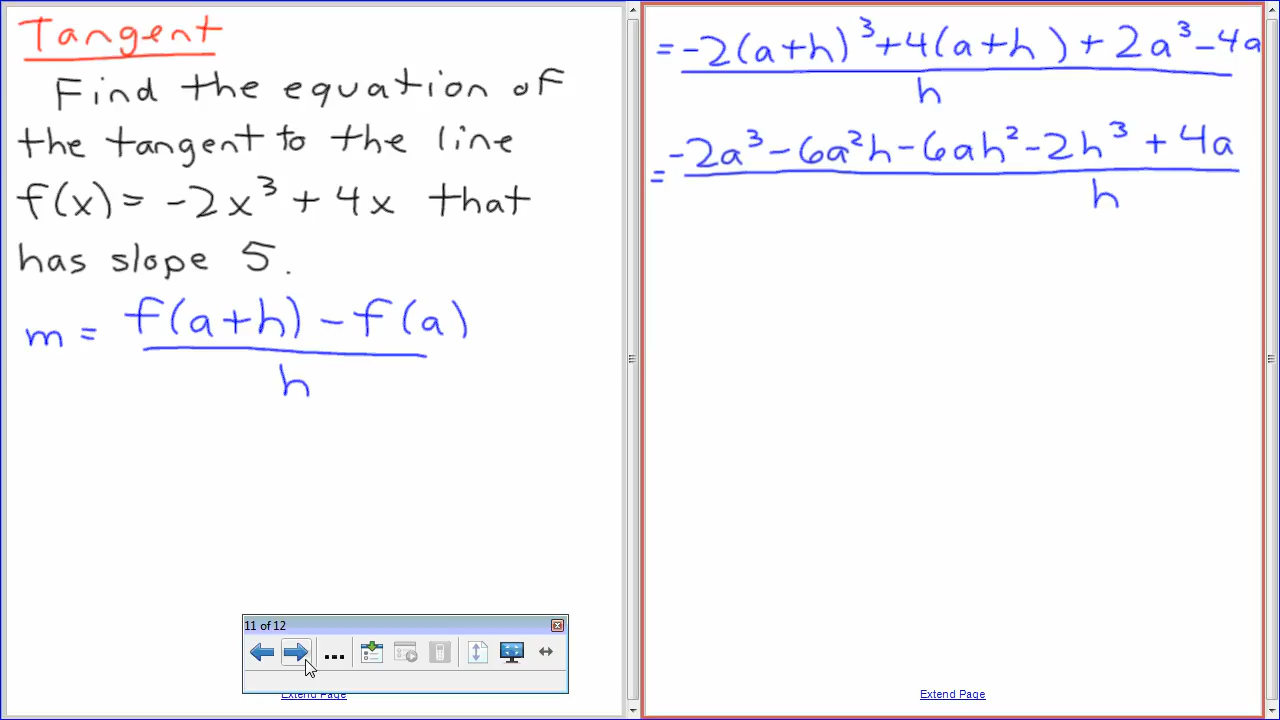 Tangent
Find the equation of
the tangent to the line
f(x) = -2x³ + 4x that
has slope 5.
m = f(a+h) - f(a)
h
11 of 12
Extend Page
= -2(a+h)³+4(a+h) + 2a³-4a
h
= -2a³-6a²h-6ah²-2h³+4a
h
Extend Page